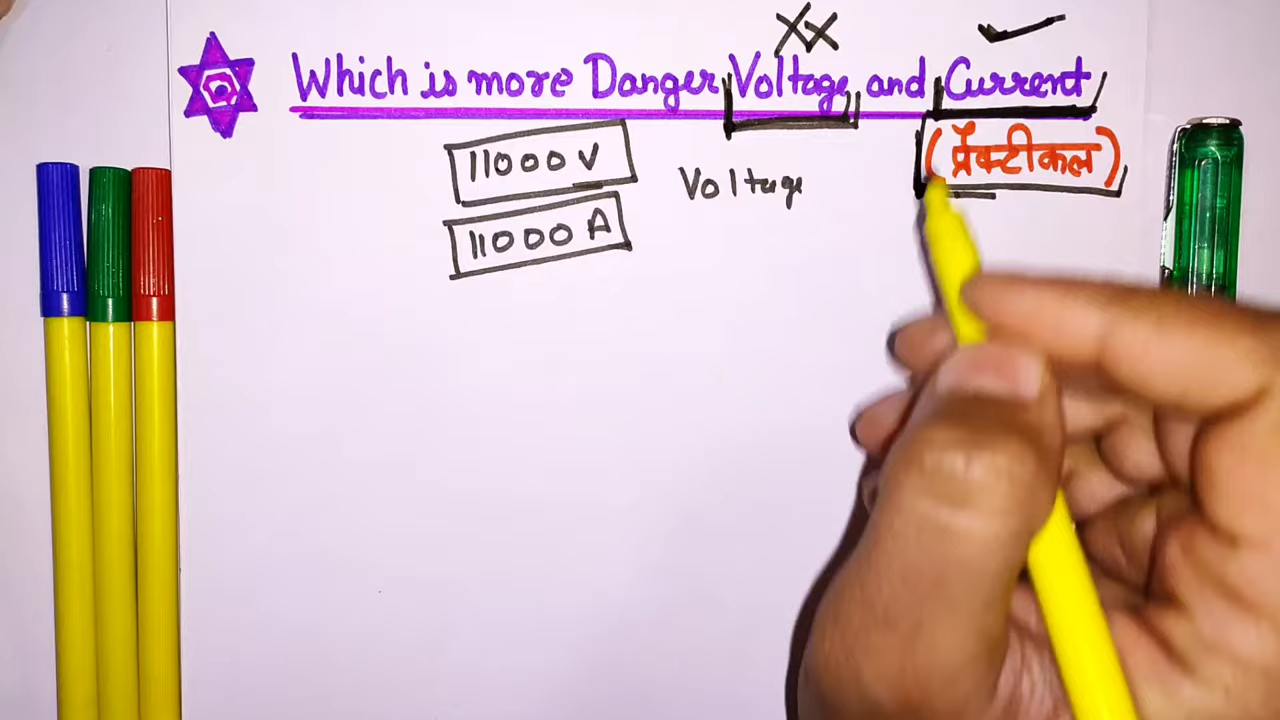 XX ✓
Which is more Danger Voltage and Current
(प्रैक्टीकल)
11000 V
Voltage
11000 A